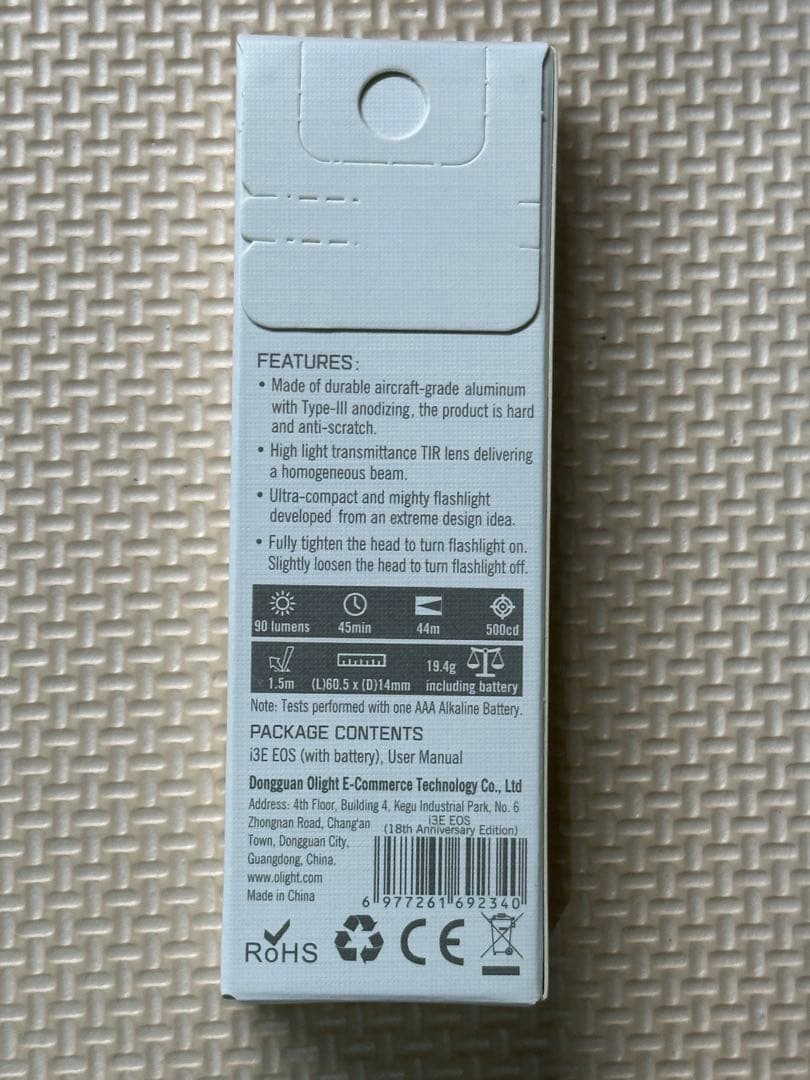 FEATURES:
• Made of durable aircraft-grade aluminum
with Type-III anodizing, the product is hard
and anti-scratch.
• High light transmittance TIR lens delivering
a homogeneous beam.
• Ultra-compact and mighty flashlight
developed from an extreme design idea.
• Fully tighten the head to turn flashlight on.
Slightly loosen the head to turn flashlight off.
90 lumens 45min 44m 500cd
1.5m (L)60.5 x (D)14mm 19.4g including battery
Note: Tests performed with one AAA Alkaline Battery.
PACKAGE CONTENTS
i3E EOS (with battery), User Manual
Dongguan Olight E-Commerce Technology Co., Ltd
Address: 4th Floor, Building 4, Kegu Industrial Park, No. 6
Zhongnan Road, Chang'an
Town, Dongguan City,
Guangdong, China.
www.olight.com
Made in China
i3E EOS
(18th Anniversary Edition)
6 977261 692340
RoHS CE